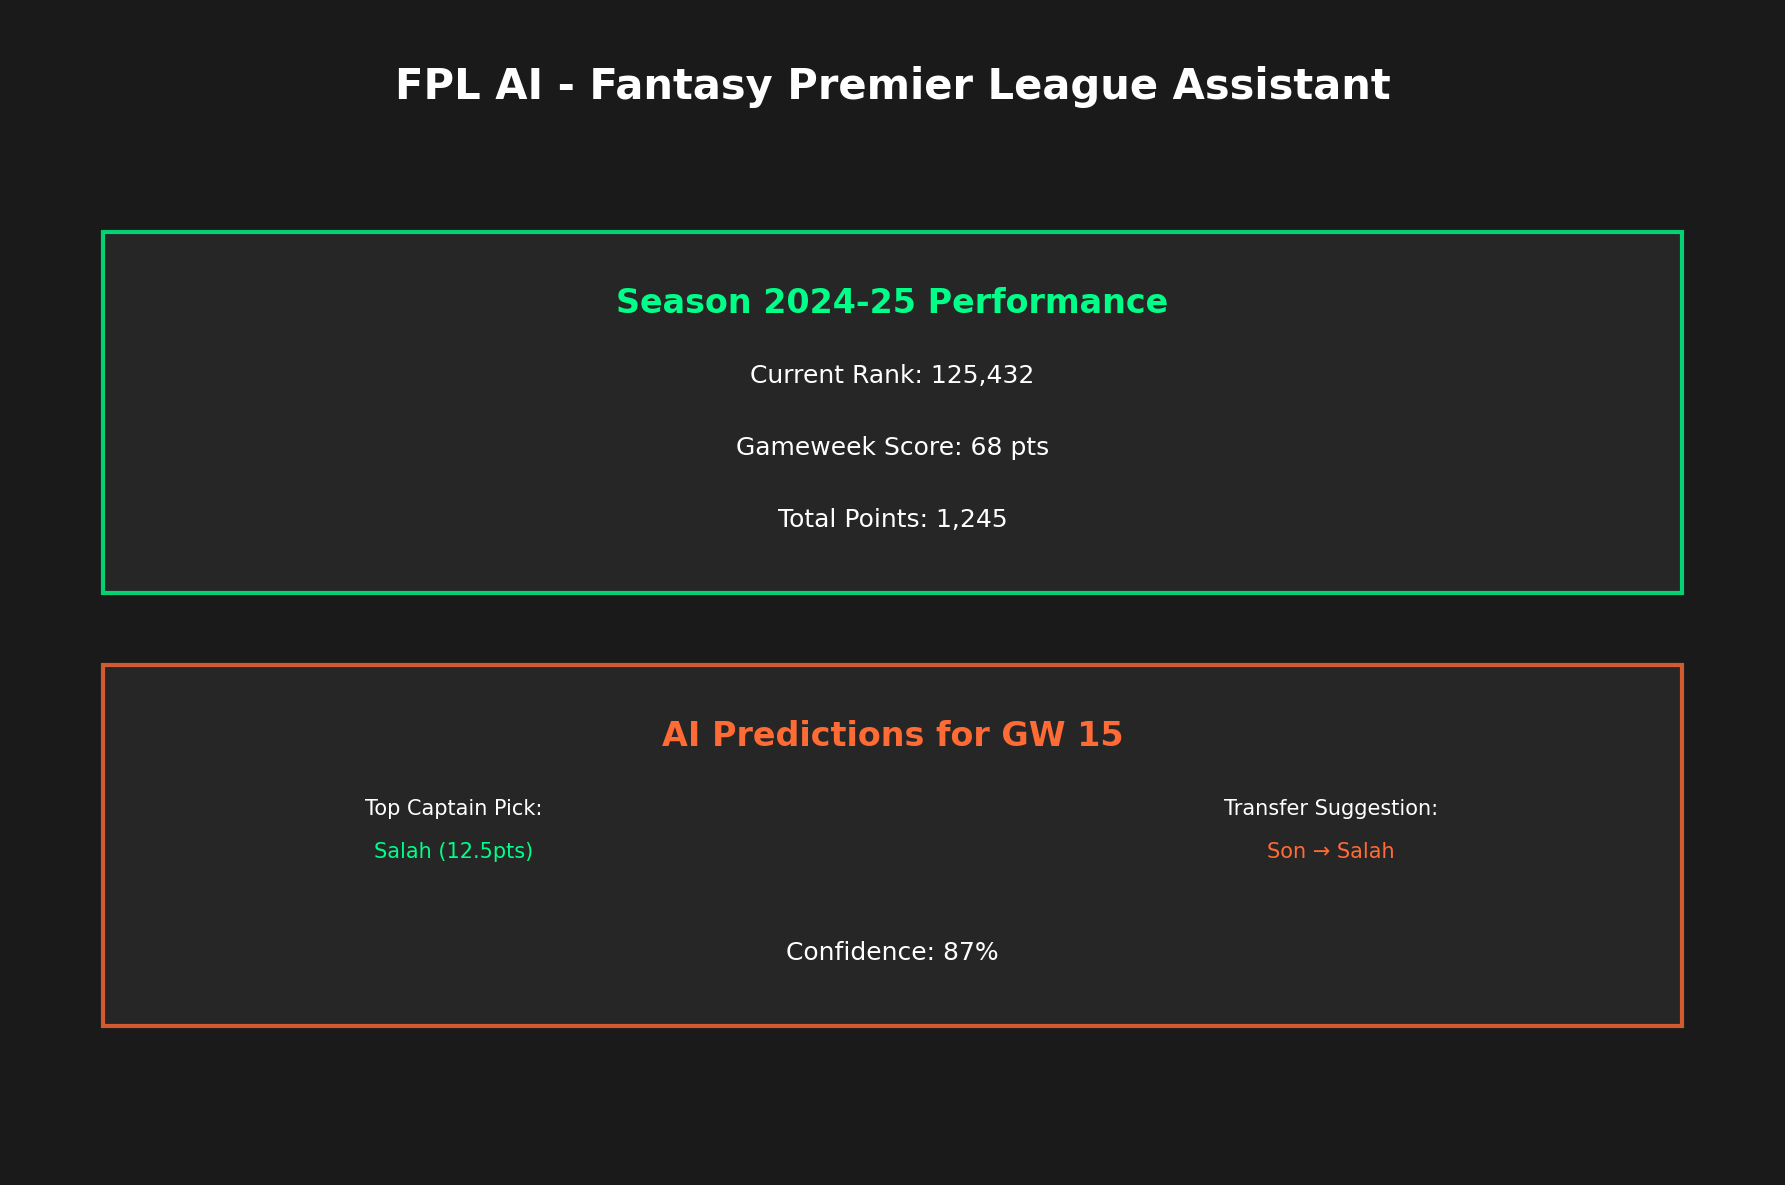 FPL AI - Fantasy Premier League Assistant
Season 2024-25 Performance
Current Rank: 125,432
Gameweek Score: 68 pts
Total Points: 1,245
AI Predictions for GW 15
Top Captain Pick:
Salah (12.5pts)
Transfer Suggestion:
Son → Salah
Confidence: 87%